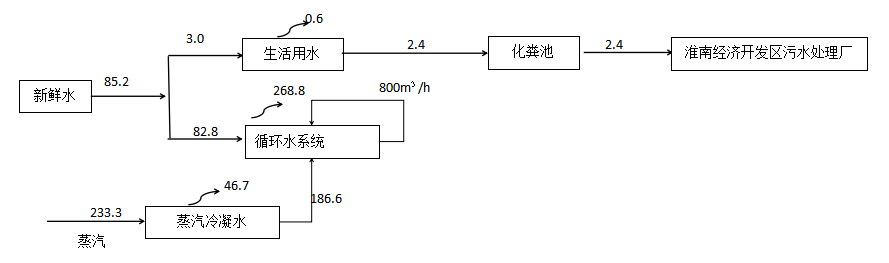 0.6
3.0
生活用水
2.4
化粪池
2.4
淮南经济开发区污水处理厂
新鲜水
85.2
268.8
800m³/h
82.8
循环水系统
46.7
186.6
233.3
蒸汽冷凝水
蒸汽